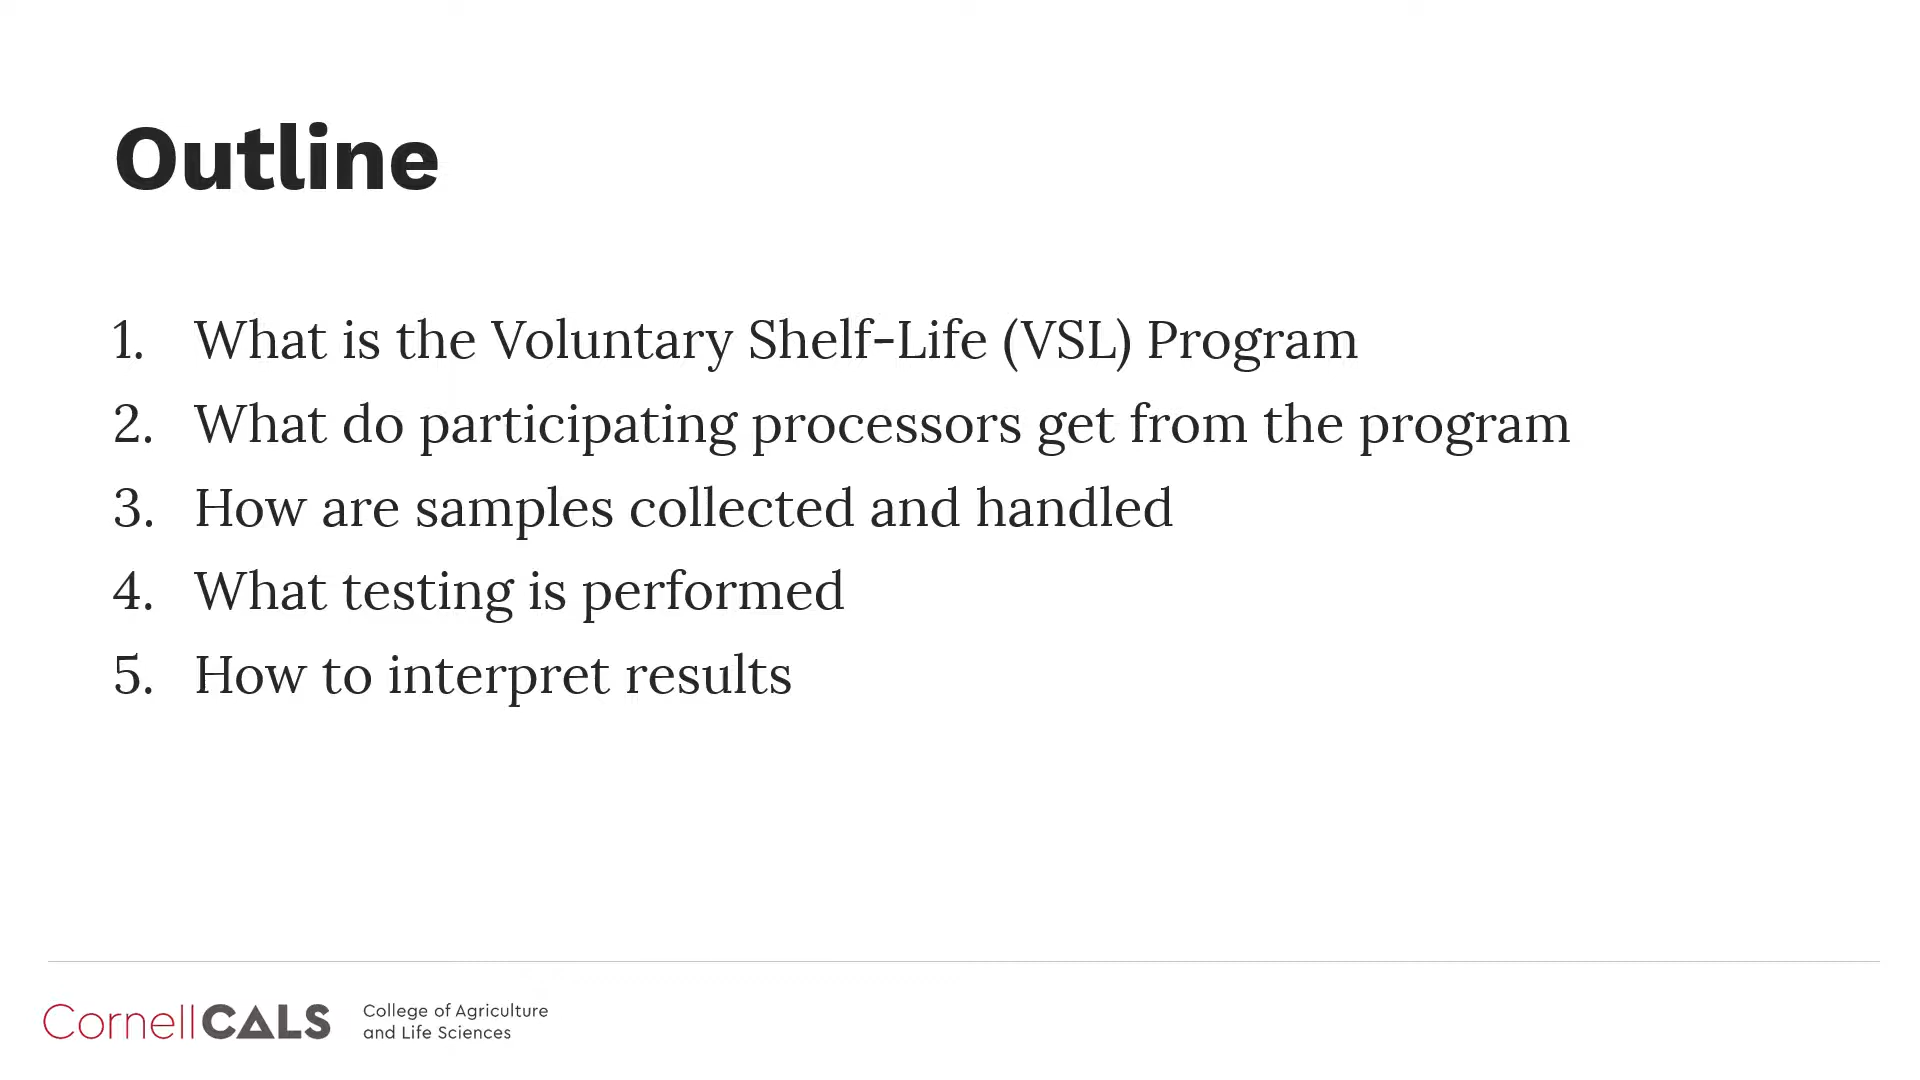 Outline
1. What is the Voluntary Shelf-Life (VSL) Program
2. What do participating processors get from the program
3. How are samples collected and handled
4. What testing is performed
5. How to interpret results
CornellCALS
College of Agriculture
and Life Sciences